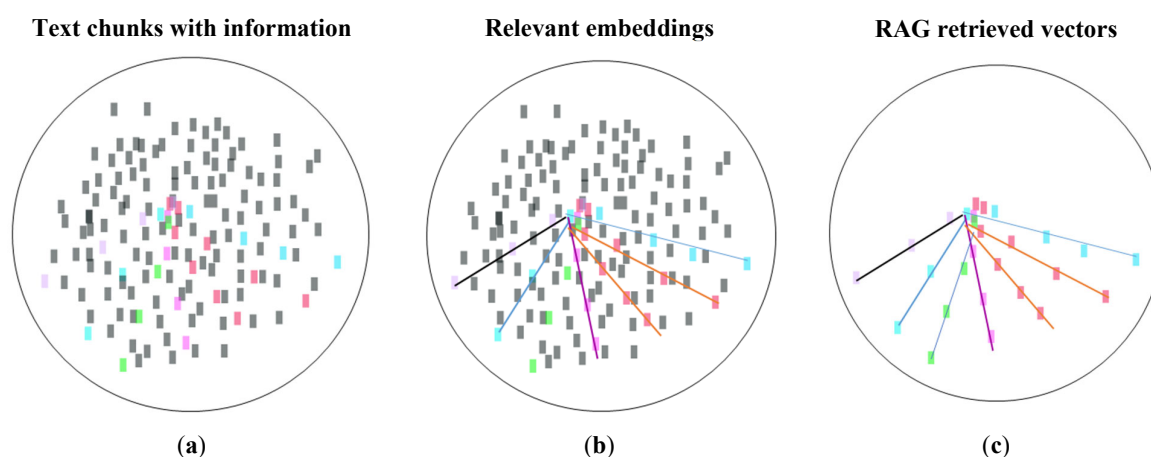 Text chunks with information
Relevant embeddings
RAG retrieved vectors
(a)
(b)
(c)